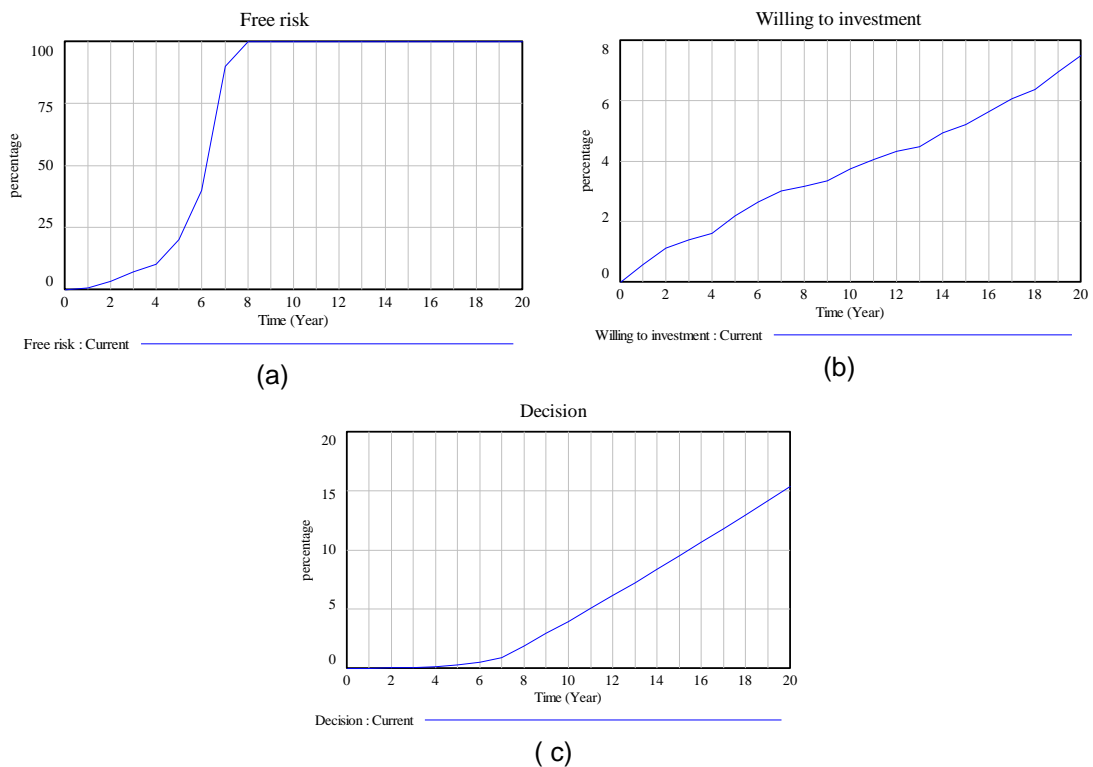 Free risk
100
75
50
25
0
percentage
0 2 4 6 8 10 12 14 16 18 20
Time (Year)
Free risk : Current
(a)
Willing to investment
8
6
4
2
0
percentage
0 2 4 6 8 10 12 14 16 18 20
Time (Year)
Willing to investment : Current
(b)
Decision
20
15
10
5
0
percentage
0 2 4 6 8 10 12 14 16 18 20
Time (Year)
Decision : Current
( c)